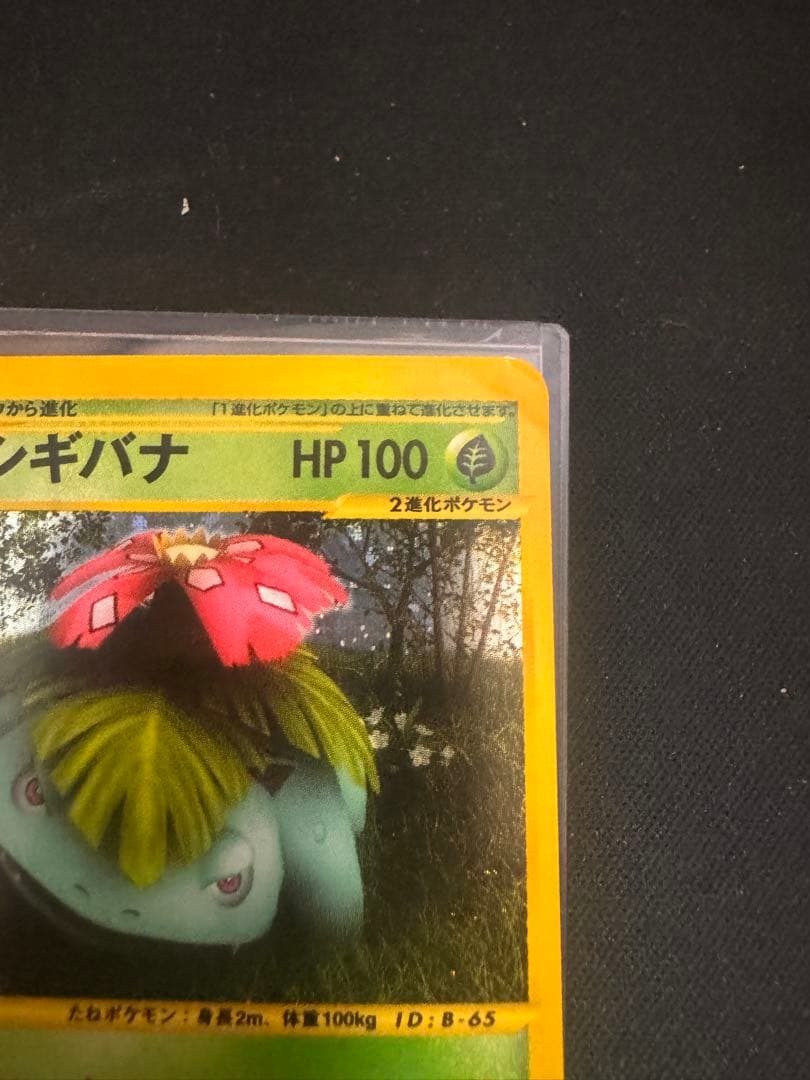 から進化
「1進化ポケモン」の上に重ねて進化させます。
ギバナ
HP 100
2進化ポケモン
たねポケモン：身長2m、体重100kg ID：B-65